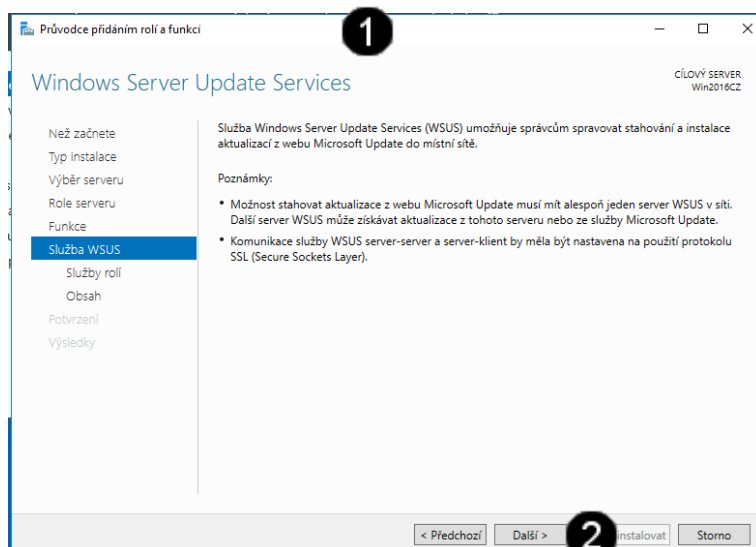 Průvodce přidáním rolí a funkcí
1
Windows Server Update Services
CÍLOVÝ SERVER
Win2016CZ
Než začnete
Typ instalace
Výběr serveru
Role serveru
Funkce
Služba WSUS
Služby rolí
Obsah
Potvrzení
Výsledky
Služba Windows Server Update Services (WSUS) umožňuje správcům spravovat stahování a instalace
aktualizací z webu Microsoft Update do místní sítě.
Poznámky:
• Možnost stahovat aktualizace z webu Microsoft Update musí mít alespoň jeden server WSUS v síti.
Další server WSUS může získávat aktualizace z tohoto serveru nebo ze služby Microsoft Update.
• Komunikace služby WSUS server-server a server-klient by měla být nastavena na použití protokolu
SSL (Secure Sockets Layer).
< Předchozí Další > 2 instalovat Storno